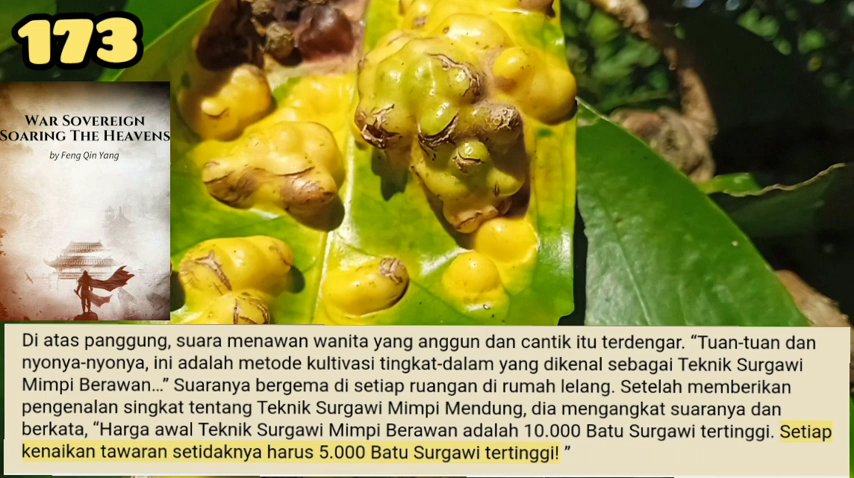 173
WAR SOVEREIGN
SOARING THE HEAVENS
by Feng Qin Yang
Di atas panggung, suara menawan wanita yang anggun dan cantik itu terdengar. “Tuan-tuan dan
nyonya-nyonya, ini adalah metode kultivasi tingkat-dalam yang dikenal sebagai Teknik Surgawi
Mimpi Berawan…” Suaranya bergema di setiap ruangan di rumah lelang. Setelah memberikan
pengenalan singkat tentang Teknik Surgawi Mimpi Mendung, dia mengangkat suaranya dan
berkata, “Harga awal Teknik Surgawi Mimpi Berawan adalah 10.000 Batu Surgawi tertinggi. Setiap
kenaikan tawaran setidaknya harus 5.000 Batu Surgawi tertinggi! ”